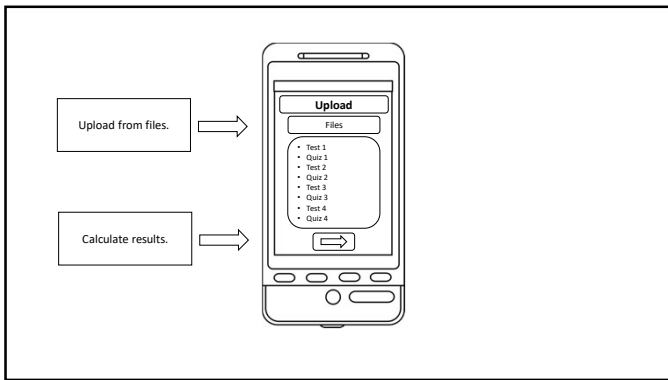 Upload from files.
Calculate results.
Upload
Files
• Test 1
• Quiz 1
• Test 2
• Quiz 2
• Test 3
• Quiz 3
• Test 4
• Quiz 4